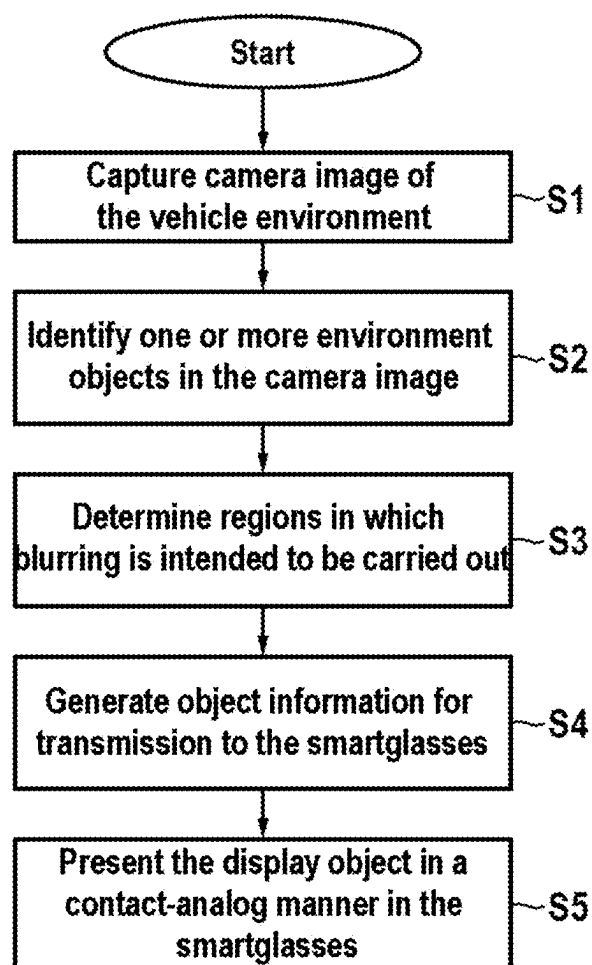 Start
Capture camera image of
the vehicle environment
S1
Identify one or more environment
objects in the camera image
S2
Determine regions in which
blurring is intended to be carried out
S3
Generate object information for
transmission to the smartglasses
S4
Present the display object in a
contact-analog manner in the
smartglasses
S5